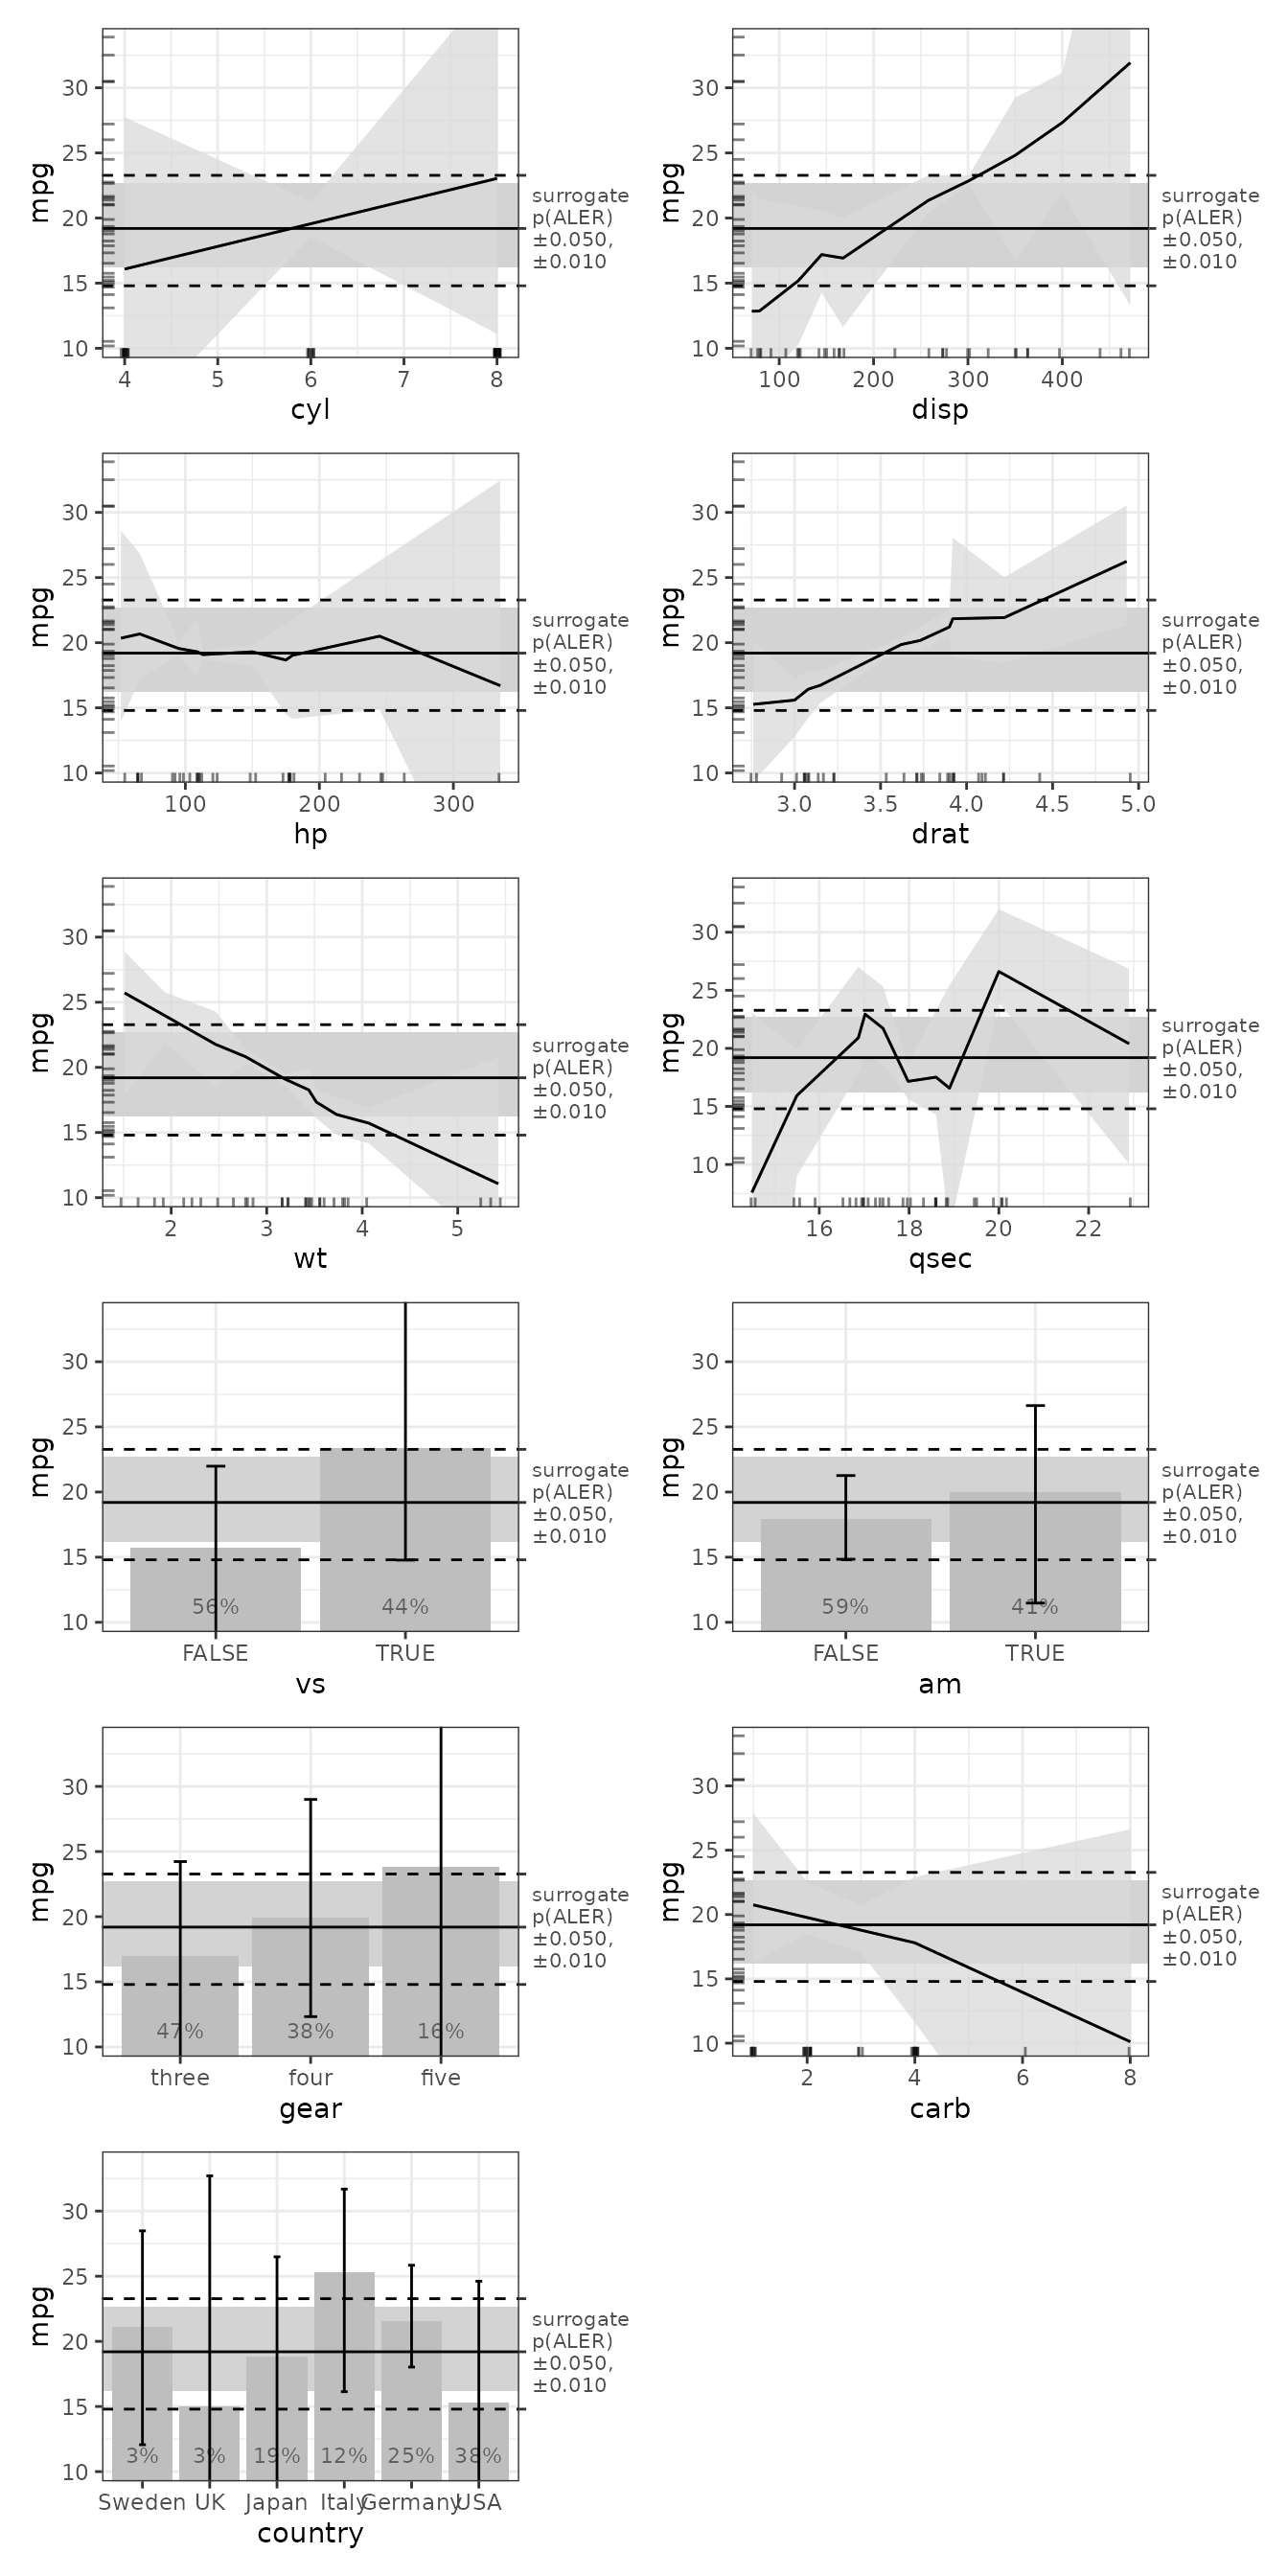 mpg
30
25
20
15
10
surrogate
p(ALER)
±0.050,
±0.010
4 5 6 7 8
cyl
mpg
30
25
20
15
10
surrogate
p(ALER)
±0.050,
±0.010
100 200 300 400
disp
mpg
30
25
20
15
10
surrogate
p(ALER)
±0.050,
±0.010
100 200 300
hp
mpg
30
25
20
15
10
surrogate
p(ALER)
±0.050,
±0.010
3.0 3.5 4.0 4.5 5.0
drat
mpg
30
25
20
15
10
surrogate
p(ALER)
±0.050,
±0.010
2 3 4 5
wt
mpg
30
25
20
15
10
surrogate
p(ALER)
±0.050,
±0.010
16 18 20 22
qsec
mpg
30
25
20
15
10
surrogate
p(ALER)
±0.050,
±0.010
56% 44%
FALSE TRUE
vs
mpg
30
25
20
15
10
surrogate
p(ALER)
±0.050,
±0.010
59% 41%
FALSE TRUE
am
mpg
30
25
20
15
10
surrogate
p(ALER)
±0.050,
±0.010
47% 38% 16%
three four five
gear
mpg
30
25
20
15
10
surrogate
p(ALER)
±0.050,
±0.010
2 4 6 8
carb
mpg
30
25
20
15
10
surrogate
p(ALER)
±0.050,
±0.010
3% 3% 19% 12% 25% 38%
Sweden UK Japan Italy Germany USA
country